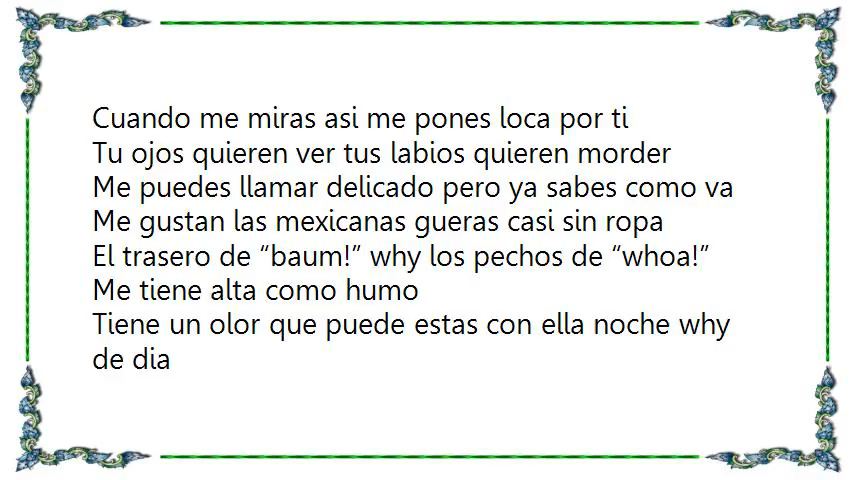 Cuando me miras asi me pones loca por ti
Tu ojos quieren ver tus labios quieren morder
Me puedes llamar delicado pero ya sabes como va
Me gustan las mexicanas gueras casi sin ropa
El trasero de “baum!” why los pechos de “whoa!”
Me tiene alta como humo
Tiene un olor que puede estas con ella noche why
de dia